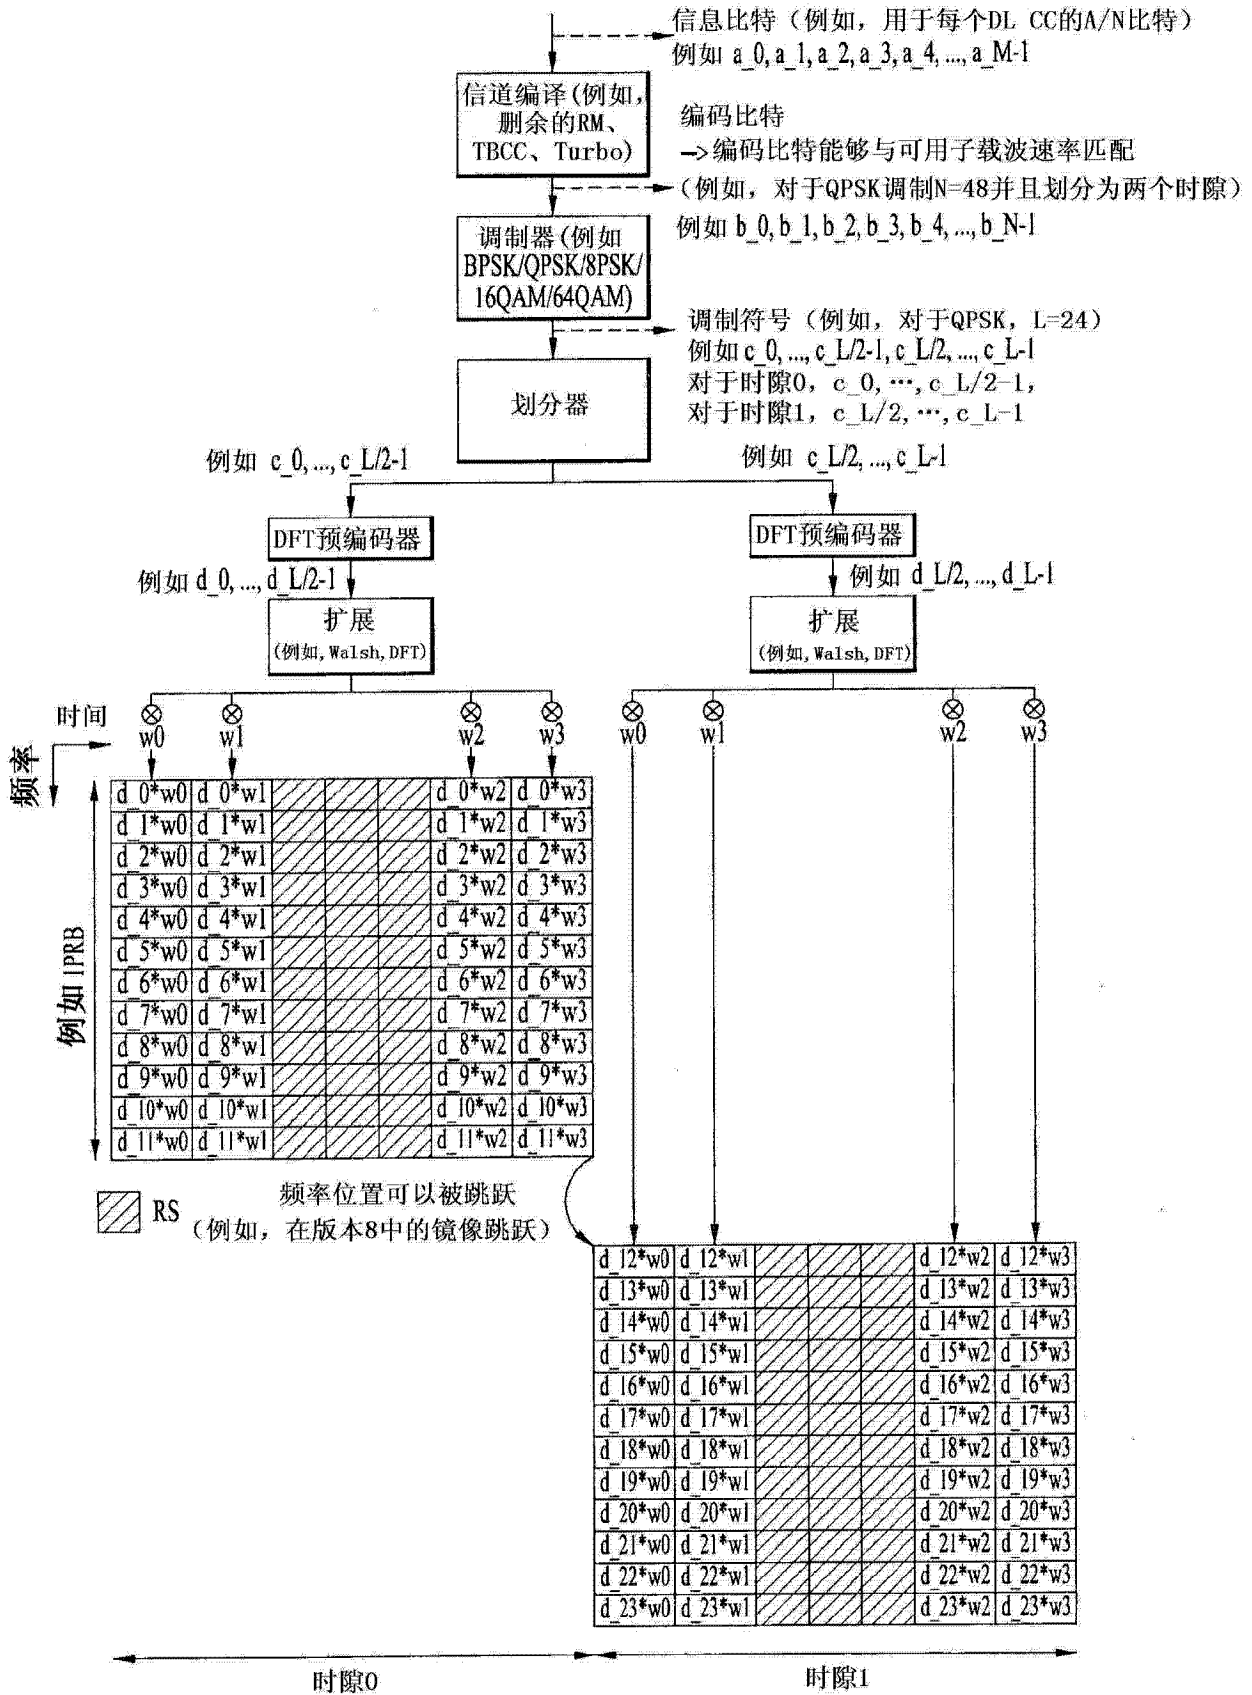 信息比特（例如，用于每个DL CC的A/N比特）
例如 a_0,a_1,a_2,a_3,a_4,...,a_M-1
信道编译(例如，
删余的RM、
TBCC、Turbo)
编码比特
—>编码比特能够与可用子载波速率匹配
（例如，对于QPSK调制N=48并且划分为两个时隙）
例如 b_0,b_1,b_2,b_3,b_4,...,b_N-1
调制器(例如
BPSK/QPSK/8PSK/
16QAM/64QAM)
调制符号（例如，对于QPSK，L=24）
例如 c_0,...,c_L/2-1,c_L/2,...,c_L-1
对于时隙0，c_0,…,c_L/2-1,
对于时隙1，c_L/2,…,c_L-1
划分器
例如 c_0,...,c_L/2-1
例如 c_L/2,...,c_L-1
DFT预编码器
DFT预编码器
例如 d_0,...,d_L/2-1
例如 d_L/2,...,d_L-1
扩展
(例如,Walsh,DFT)
扩展
(例如,Walsh,DFT)
时间
频率
w0 w1 w2 w3
w0 w1 w2 w3
例如 1PRB
d_0*w0 d_0*w1 d_0*w2 d_0*w3
d_1*w0 d_1*w1 d_1*w2 d_1*w3
d_2*w0 d_2*w1 d_2*w2 d_2*w3
d_3*w0 d_3*w1 d_3*w2 d_3*w3
d_4*w0 d_4*w1 d_4*w2 d_4*w3
d_5*w0 d_5*w1 d_5*w2 d_5*w3
d_6*w0 d_6*w1 d_6*w2 d_6*w3
d_7*w0 d_7*w1 d_7*w2 d_7*w3
d_8*w0 d_8*w1 d_8*w2 d_8*w3
d_9*w0 d_9*w1 d_9*w2 d_9*w3
d_10*w0 d_10*w1 d_10*w2 d_10*w3
d_11*w0 d_11*w1 d_11*w2 d_11*w3
RS
频率位置可以被跳跃
（例如，在版本8中的镜像跳跃）
d_12*w0 d_12*w1 d_12*w2 d_12*w3
d_13*w0 d_13*w1 d_13*w2 d_13*w3
d_14*w0 d_14*w1 d_14*w2 d_14*w3
d_15*w0 d_15*w1 d_15*w2 d_15*w3
d_16*w0 d_16*w1 d_16*w2 d_16*w3
d_17*w0 d_17*w1 d_17*w2 d_17*w3
d_18*w0 d_18*w1 d_18*w2 d_18*w3
d_19*w0 d_19*w1 d_19*w2 d_19*w3
d_20*w0 d_20*w1 d_20*w2 d_20*w3
d_21*w0 d_21*w1 d_21*w2 d_21*w3
d_22*w0 d_22*w1 d_22*w2 d_22*w3
d_23*w0 d_23*w1 d_23*w2 d_23*w3
时隙0
时隙1